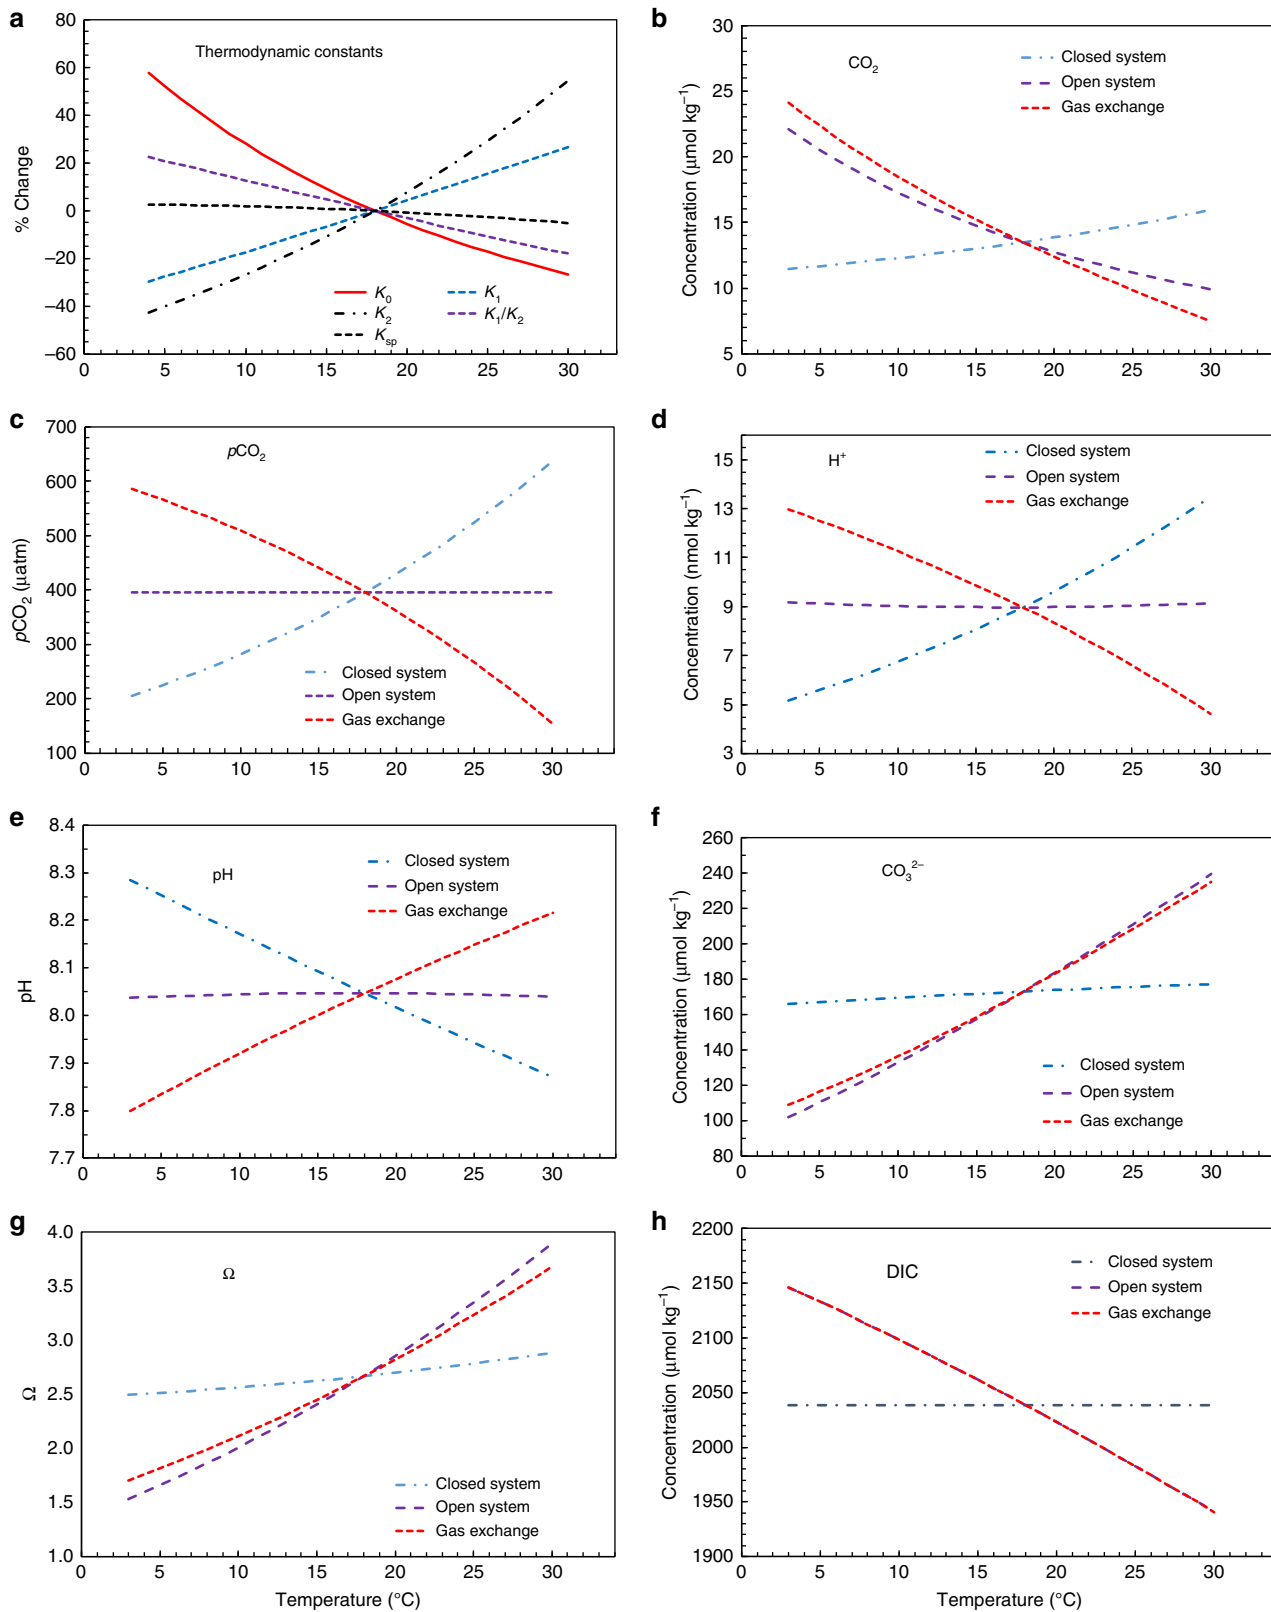 a
Thermodynamic constants
% Change
80
60
40
20
0
−20
−40
−60
K0
K1
K2
K1/K2
Ksp
0 5 10 15 20 25 30
b
CO2
Concentration (μmol kg−1)
30
25
20
15
10
5
Closed system
Open system
Gas exchange
0 5 10 15 20 25 30
c
pCO2
pCO2 (μatm)
700
600
500
400
300
200
100
Closed system
Open system
Gas exchange
0 5 10 15 20 25 30
d
H+
Concentration (nmol kg−1)
15
13
11
9
7
5
3
Closed system
Open system
Gas exchange
0 5 10 15 20 25 30
e
pH
pH
8.4
8.3
8.2
8.1
8.0
7.9
7.8
7.7
Closed system
Open system
Gas exchange
0 5 10 15 20 25 30
f
CO3 2−
Concentration (μmol kg−1)
260
240
220
200
180
160
140
120
100
80
Closed system
Open system
Gas exchange
0 5 10 15 20 25 30
g
Ω
Ω
4.0
3.5
3.0
2.5
2.0
1.5
1.0
Closed system
Open system
Gas exchange
0 5 10 15 20 25 30
Temperature (°C)
h
DIC
Concentration (μmol kg−1)
2200
2150
2100
2050
2000
1950
1900
Closed system
Open system
Gas exchange
0 5 10 15 20 25 30
Temperature (°C)